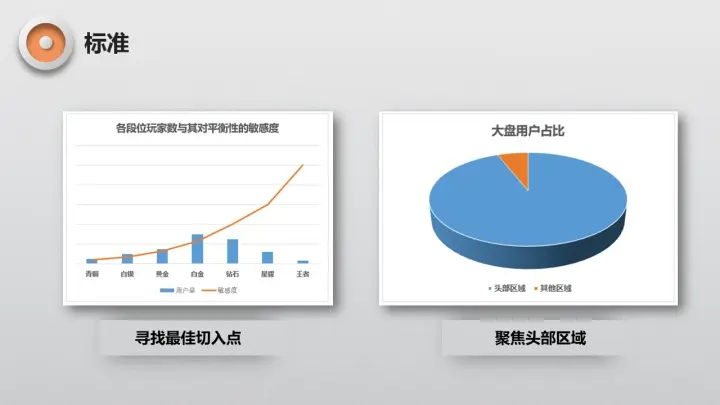 标准
各段位玩家数与其对平衡性的敏感度
青铜 白银 黄金 白金 钻石 星耀 王者
用户量 敏感度
寻找最佳切入点
大盘用户占比
头部区域 其他区域
聚焦头部区域